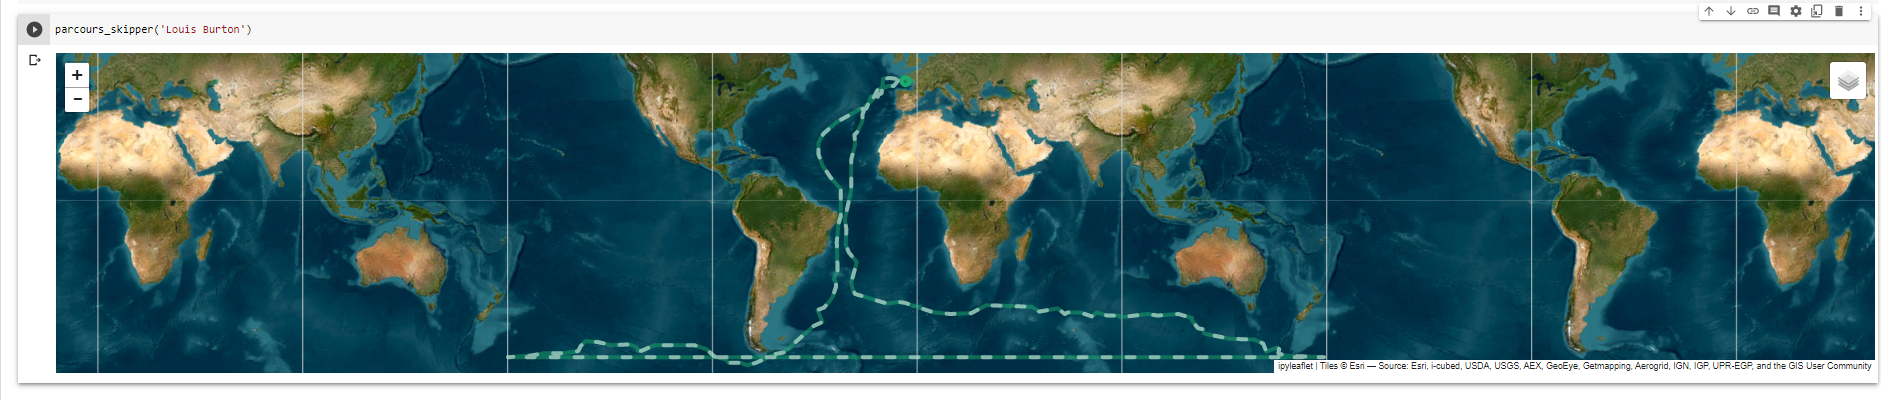 parcours_skipper('Louis Burton')
+
−
ipyleaflet | Tiles © Esri — Source: Esri, i-cubed, USDA, USGS, AEX, GeoEye, Getmapping, Aerogrid, IGN, IGP, UPR-EGP, and the GIS User Community